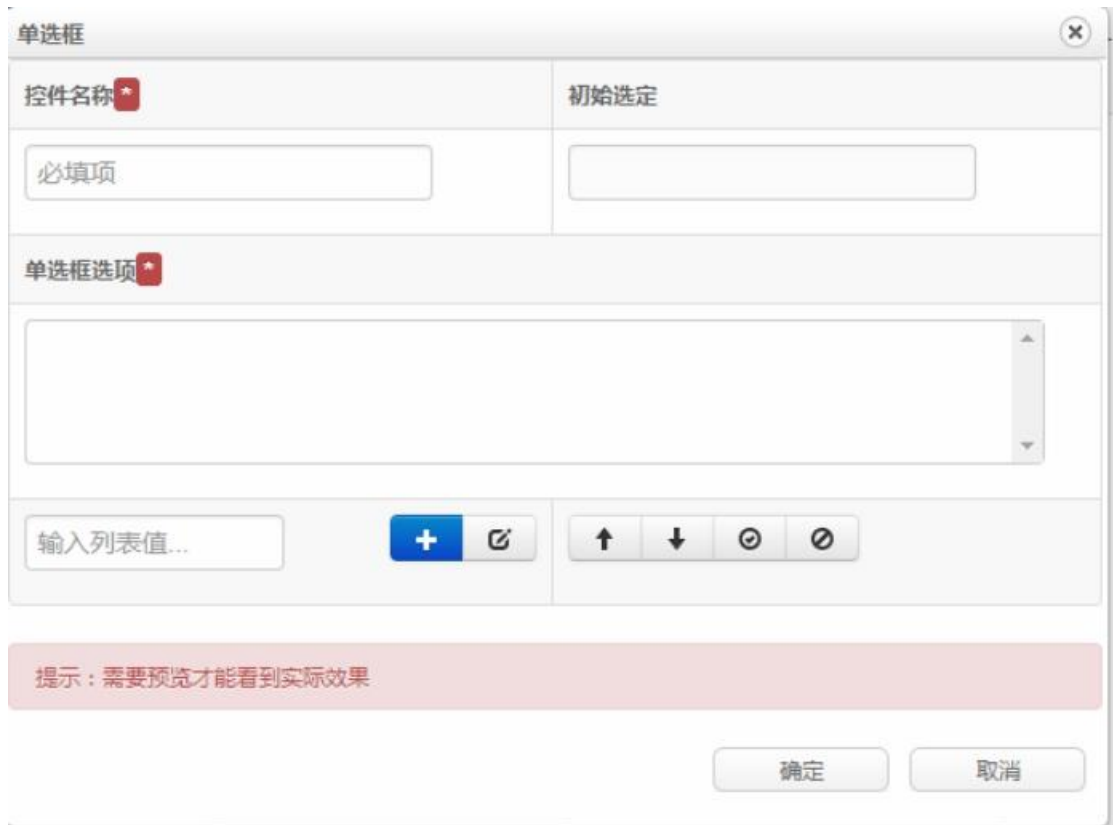 单选框
控件名称*
初始选定
必填项
单选框选项*
输入列表值...
提示：需要预览才能看到实际效果
确定
取消